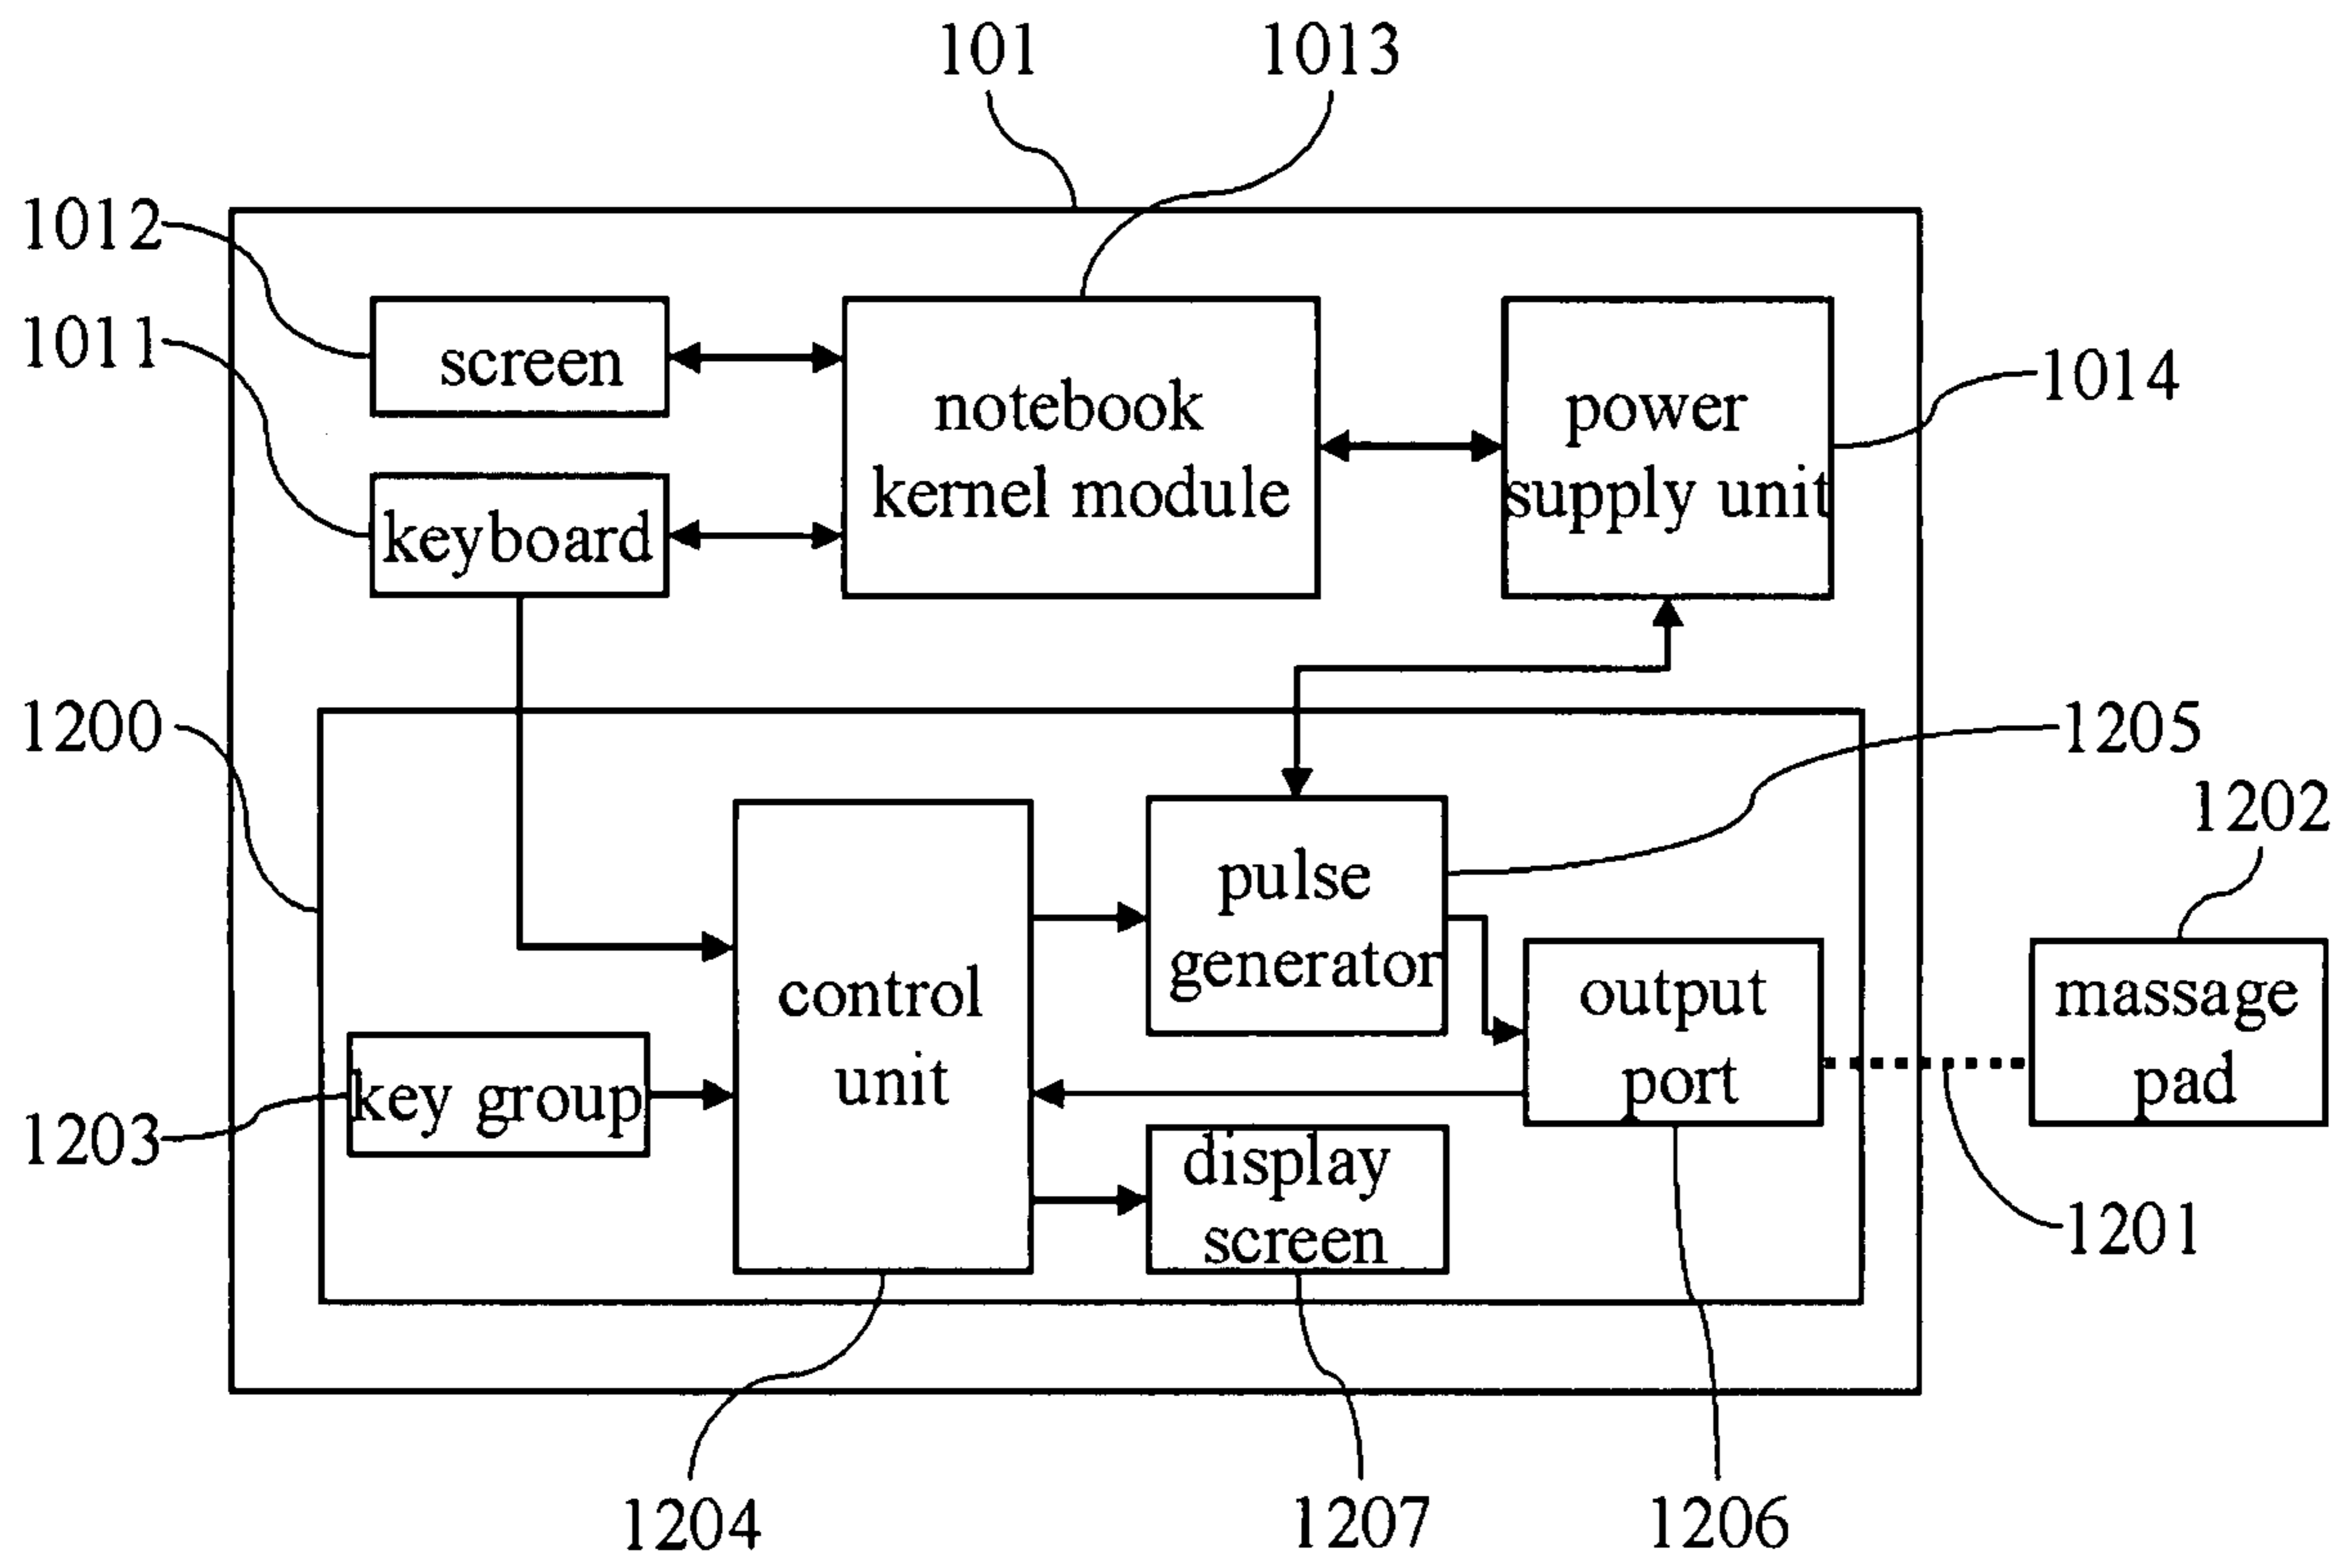 101
1013
1012
1011
screen
notebook
kernel module
power
supply unit
1014
keyboard
1200
1205
1202
pulse
generator
control
unit
output
port
massage
pad
key group
1203
display
screen
1201
1204
1207
1206